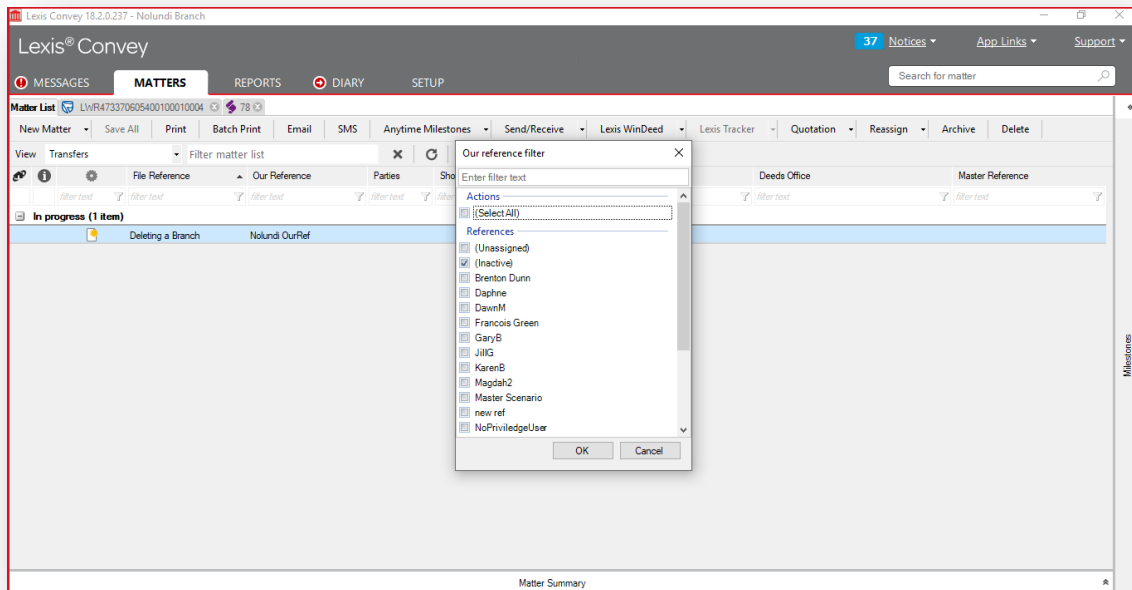 Lexis Convey 18.2.0.237 - Nolundi Branch
Lexis® Convey
37 Notices App Links Support
MESSAGES MATTERS REPORTS DIARY SETUP
Search for matter
Matter List LWR473370605400100010004 78
New Matter Save All Print Batch Print Email SMS Anytime Milestones Send/Receive Lexis WinDeed Lexis Tracker Quotation Reassign Archive Delete
View Transfers Filter matter list
File Reference Our Reference Parties Sho Deeds Office Master Reference
filter text filter text filter text filter filter text filter text
In progress (1 item)
Deleting a Branch Nolundi OurRef
Our reference filter
Enter filter text
Actions
(Select All)
References
(Unassigned)
(Inactive)
Brenton Dunn
Daphne
DawnM
Francois Green
GaryB
JillG
KarenB
Magdah2
Master Scenario
new ref
NoPriviledgeUser
OK Cancel
Milestones
Matter Summary